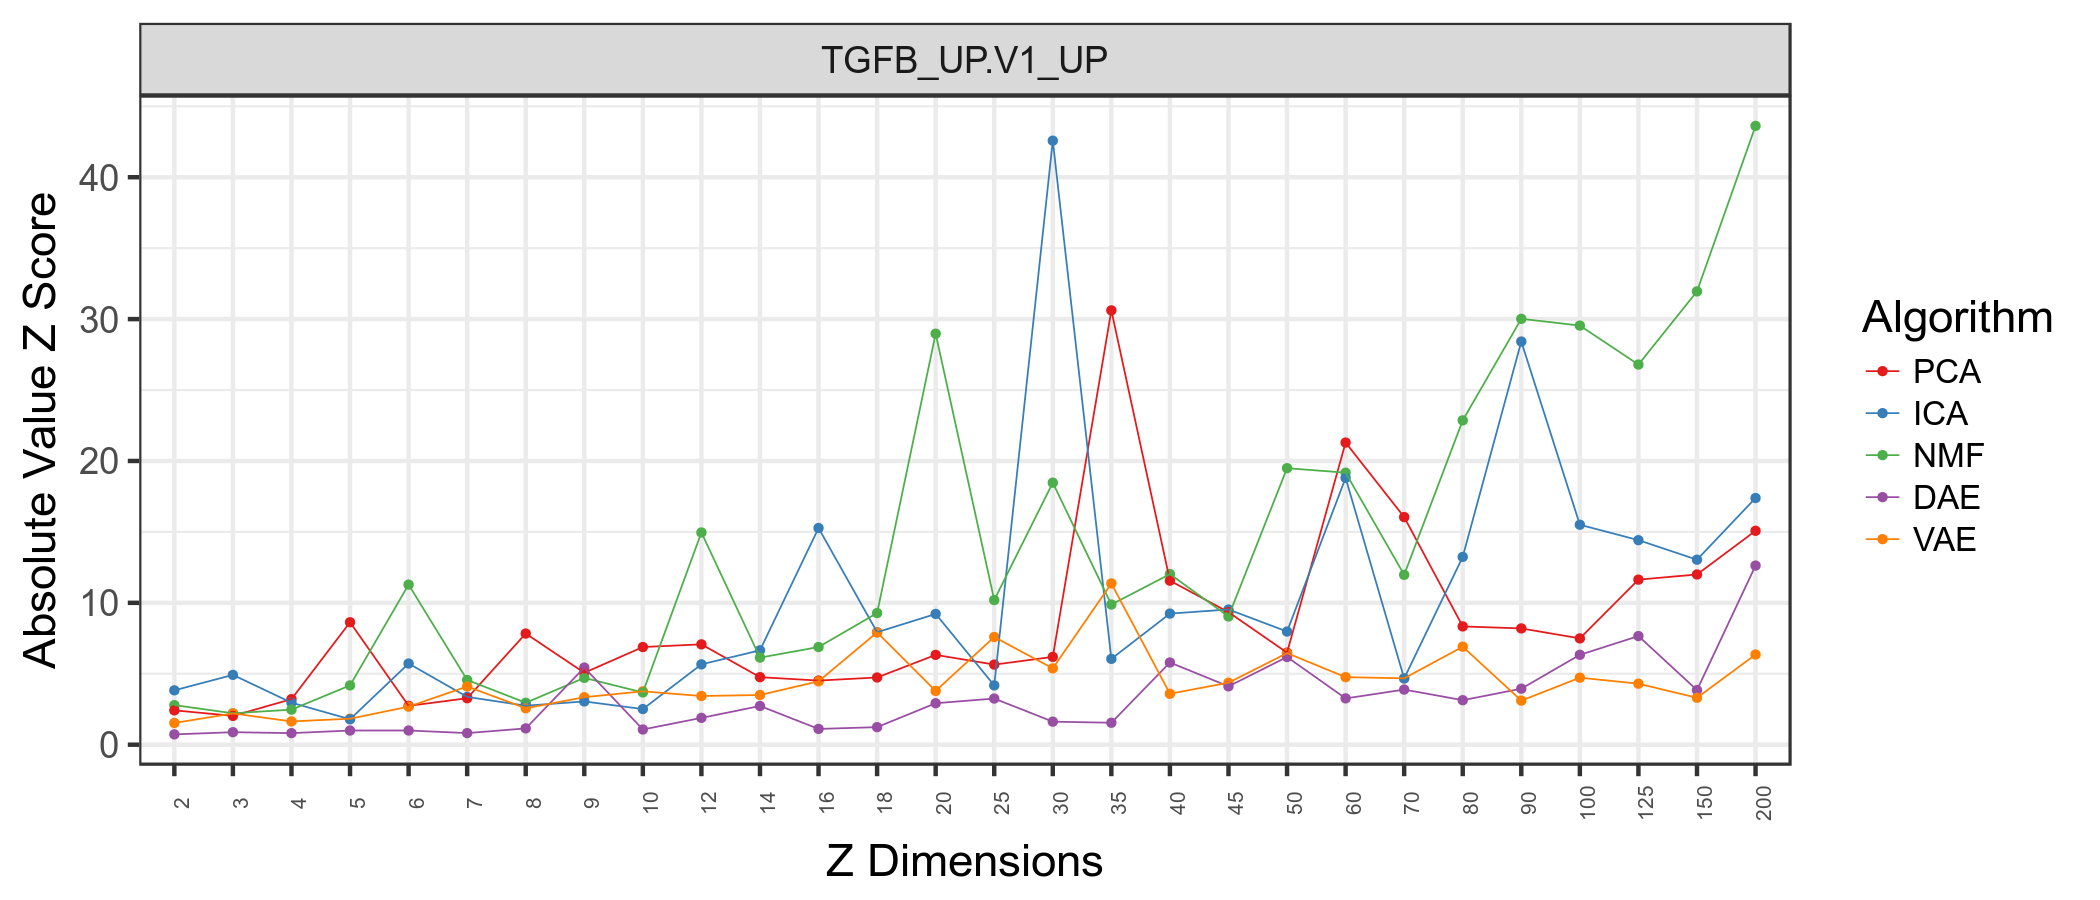 TGFB_UP.V1_UP
Absolute Value Z Score
40
30
20
10
0
2 3 4 5 6 7 8 9 10 12 14 16 18 20 25 30 35 40 45 50 60 70 80 90 100 125 150 200
Z Dimensions
Algorithm
PCA
ICA
NMF
DAE
VAE